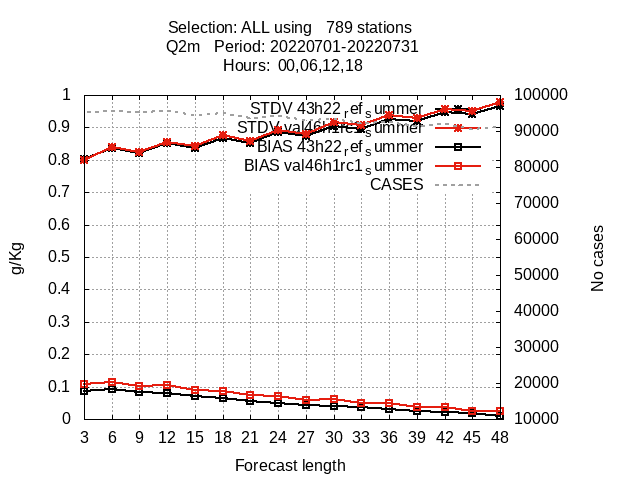 Selection: ALL using 789 stations
Q2m Period: 20220701-20220731
Hours: 00,06,12,18
STDV 43h22_ref_summer
STDV val46h1rc1_summer
BIAS 43h22_ref_summer
BIAS val46h1rc1_summer
CASES
1
0.9
0.8
0.7
0.6
0.5
0.4
0.3
0.2
0.1
0
g/Kg
100000
90000
80000
70000
60000
50000
40000
30000
20000
10000
No cases
3 6 9 12 15 18 21 24 27 30 33 36 39 42 45 48
Forecast length